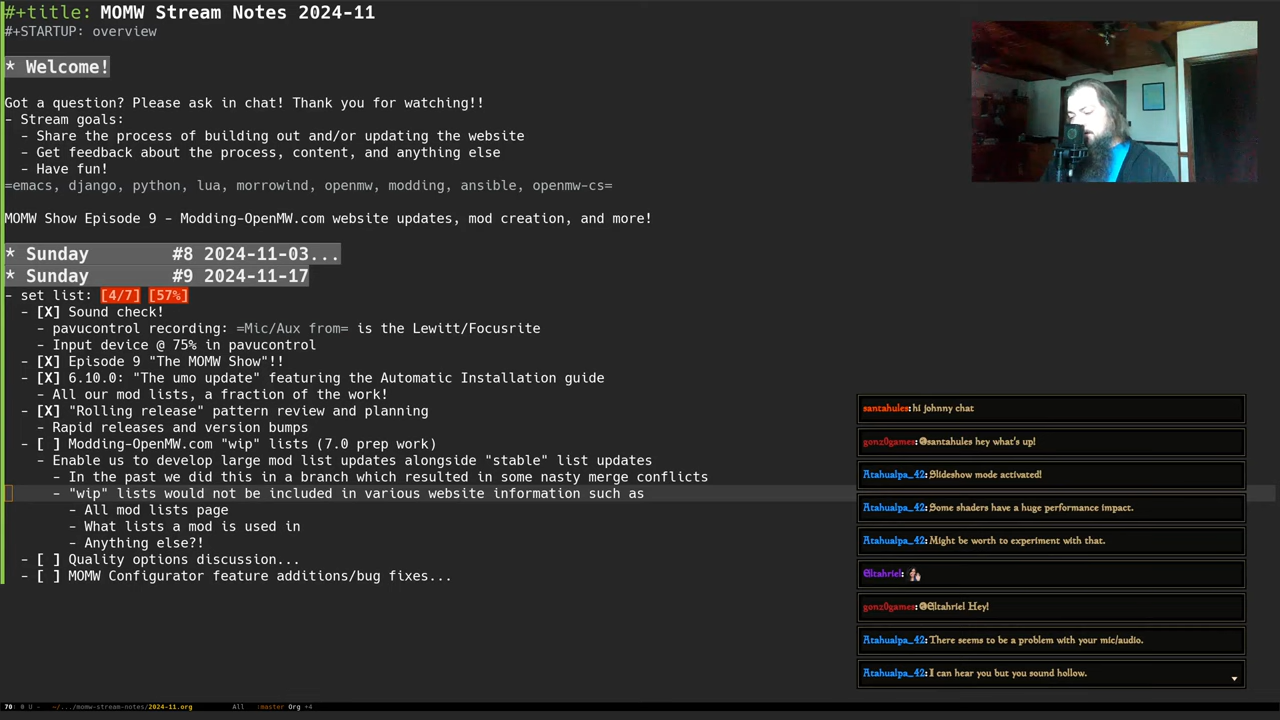 #+title: MOMW Stream Notes 2024-11
#+STARTUP: overview
* Welcome!
Got a question? Please ask in chat! Thank you for watching!!
- Stream goals:
- Share the process of building out and/or updating the website
- Get feedback about the process, content, and anything else
- Have fun!
=emacs, django, python, lua, morrowind, openmw, modding, ansible, openmw-cs=
MOMW Show Episode 9 - Modding-OpenMW.com website updates, mod creation, and more!
* Sunday #8 2024-11-03...
* Sunday #9 2024-11-17
- set list: [4/7] [57%]
- [X] Sound check!
- pavucontrol recording: =Mic/Aux from= is the Lewitt/Focusrite
- Input device @ 75% in pavucontrol
- [X] Episode 9 "The MOMW Show"!!
- [X] 6.10.0: "The umo update" featuring the Automatic Installation guide
- All our mod lists, a fraction of the work!
- [X] "Rolling release" pattern review and planning
- Rapid releases and version bumps
- [ ] Modding-OpenMW.com "wip" lists (7.0 prep work)
- Enable us to develop large mod list updates alongside "stable" list updates
- In the past we did this in a branch which resulted in some nasty merge conflicts
- "wip" lists would not be included in various website information such as
- All mod lists page
- What lists a mod is used in
- Anything else?!
- [ ] Quality options discussion...
- [ ] MOMW Configurator feature additions/bug fixes...
santahules: hi johnny chat
gonz0games: @santahules hey what's up!
Atahualpa_42: Slideshow mode activated!
Atahualpa_42: Some shaders have a huge performance impact.
Atahualpa_42: Might be worth to experiment with that.
Eltahriel:
gonz0games: @Eltahriel Hey!
Atahualpa_42: There seems to be a problem with your mic/audio.
Atahualpa_42: I can hear you but you sound hollow.
~/.../momw-stream-notes/2024-11.org All :master Org +4